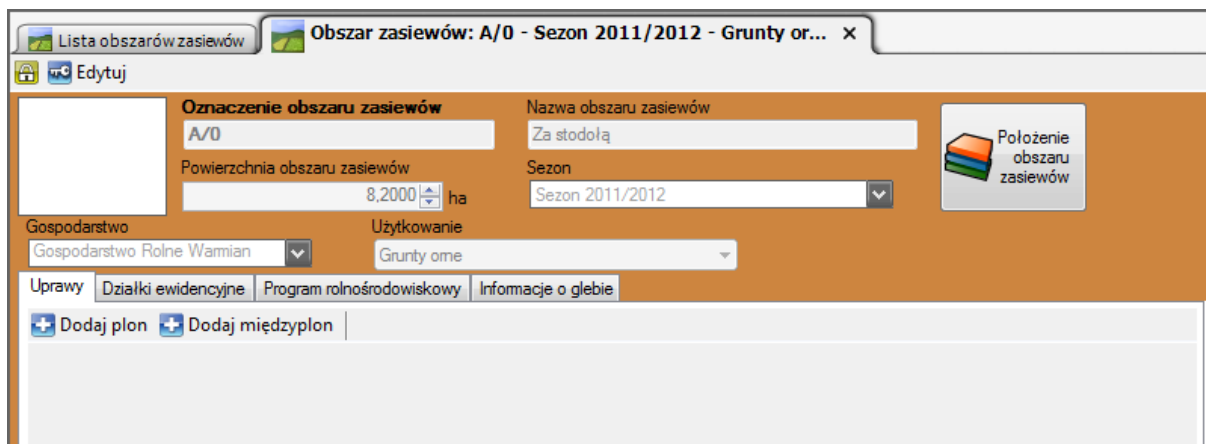 Lista obszarów zasiewów
Obszar zasiewów: A/0 - Sezon 2011/2012 - Grunty or... x
Edytuj
Oznaczenie obszaru zasiewów
Nazwa obszaru zasiewów
A/0
Za stodołą
Położenie
obszaru
zasiewów
Powierzchnia obszaru zasiewów
Sezon
8,2000 ha
Sezon 2011/2012
Gospodarstwo
Użytkowanie
Gospodarstwo Rolne Warmian
Grunty orne
Uprawy Działki ewidencyjne Program rolnośrodowiskowy Informacje o glebie
Dodaj plon Dodaj międzyplon